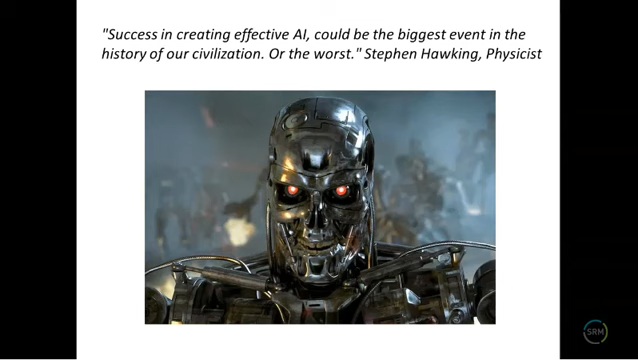 "Success in creating effective AI, could be the biggest event in the
history of our civilization. Or the worst." Stephen Hawking, Physicist
SRM